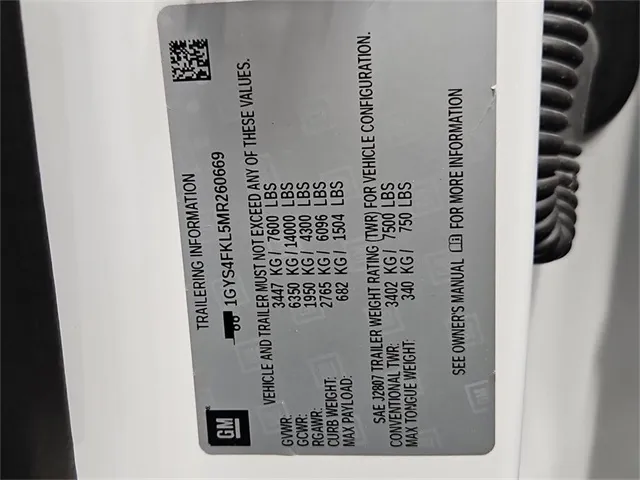 TRAILERING INFORMATION
GM
1GYS4FKL5MR260669
VEHICLE AND TRAILER MUST NOT EXCEED ANY OF THESE VALUES.
GVWR: 3447 KG / 7600 LBS
GCWR: 6350 KG / 14000 LBS
RGAWR: 1950 KG / 4300 LBS
CURB WEIGHT: 2765 KG / 6096 LBS
MAX PAYLOAD: 682 KG / 1504 LBS
SAE J2807 TRAILER WEIGHT RATING (TWR) FOR VEHICLE CONFIGURATION.
CONVENTIONAL TWR: 3402 KG / 7500 LBS
MAX TONGUE WEIGHT: 340 KG / 750 LBS
SEE OWNER'S MANUAL FOR MORE INFORMATION